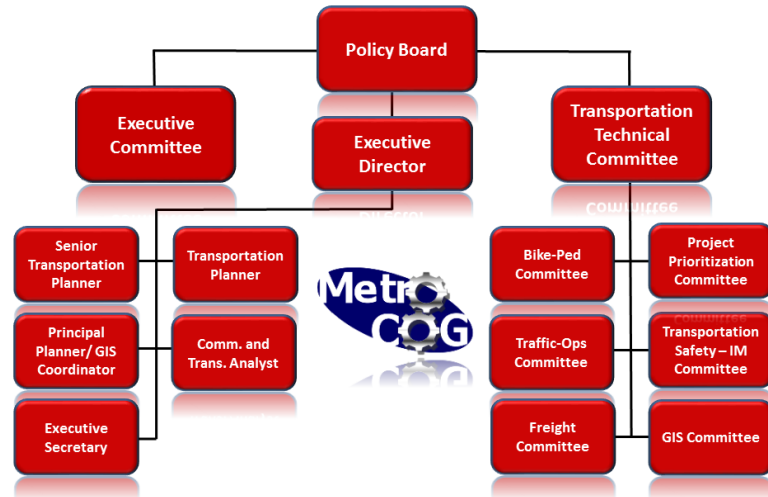 Policy Board
Executive
Committee
Executive
Director
Transportation
Technical
Committee
Senior
Transportation
Planner
Transportation
Planner
Principal
Planner/ GIS
Coordinator
Comm. and
Trans. Analyst
Executive
Secretary
Metro
COG
Bike-Ped
Committee
Project
Prioritization
Committee
Traffic-Ops
Committee
Transportation
Safety – IM
Committee
Freight
Committee
GIS Committee